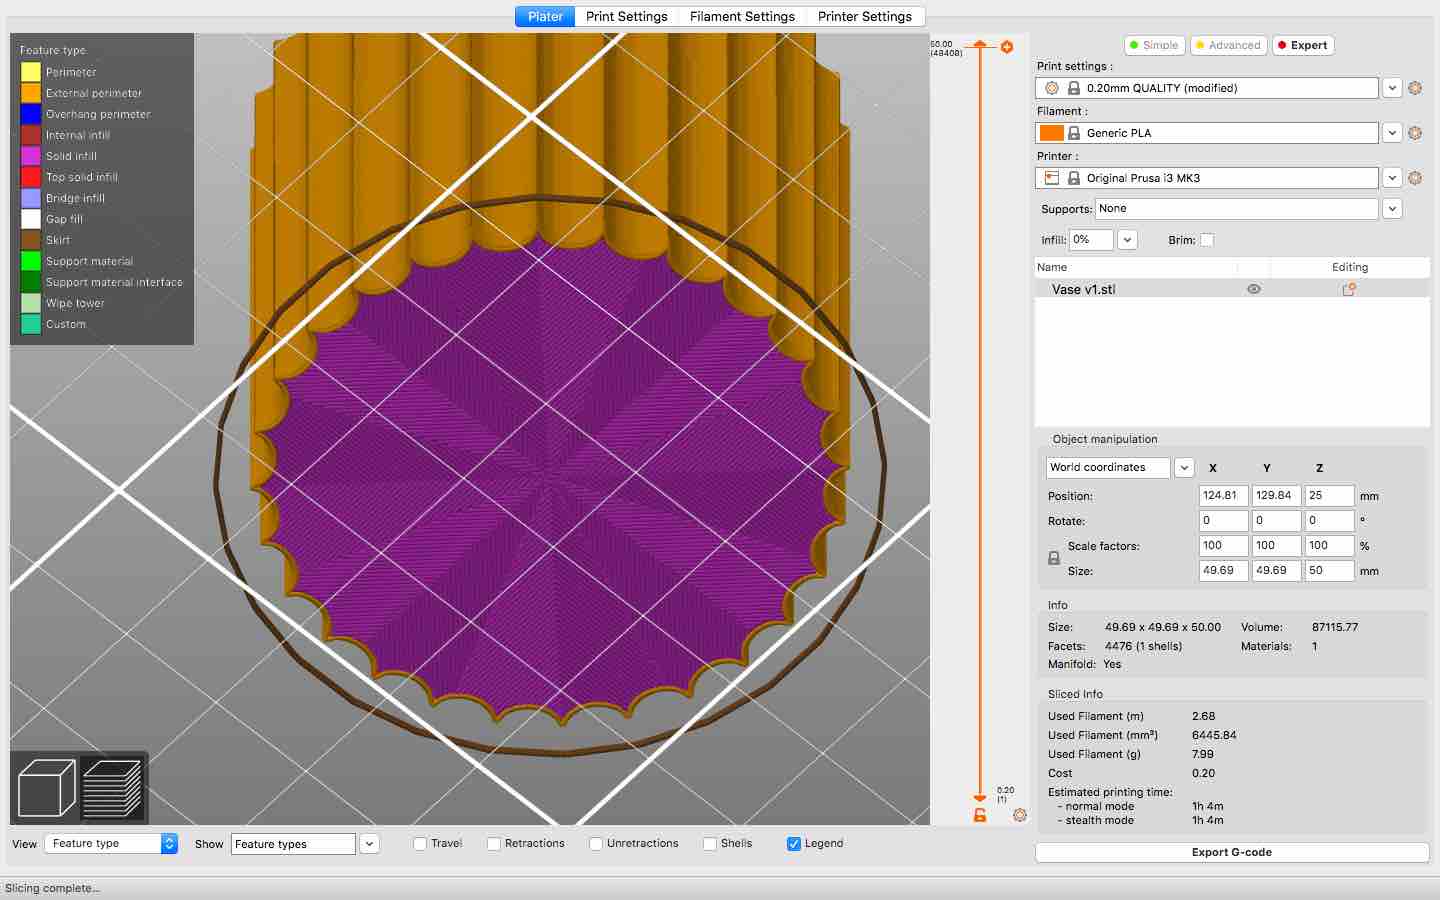 Plater Print Settings Filament Settings Printer Settings
Feature type
Perimeter
External perimeter
Overhang perimeter
Internal infill
Solid infill
Top solid infill
Bridge infill
Gap fill
Skirt
Support material
Support material interface
Wipe tower
Custom
50.00
(48408)
0.20
(1)
View Feature type Show Feature types Travel Retractions Unretractions Shells Legend
Slicing complete...
Simple Advanced Expert
Print settings :
0.20mm QUALITY (modified)
Filament :
Generic PLA
Printer :
Original Prusa i3 MK3
Supports: None
Infill: 0% Brim:
Name Editing
Vase v1.stl
Object manipulation
World coordinates X Y Z
Position: 124.81 129.84 25 mm
Rotate: 0 0 0 °
Scale factors: 100 100 100 %
Size: 49.69 49.69 50 mm
Info
Size: 49.69 x 49.69 x 50.00 Volume: 87115.77
Facets: 4476 (1 shells) Materials: 1
Manifold: Yes
Sliced Info
Used Filament (m) 2.68
Used Filament (mm³) 6445.84
Used Filament (g) 7.99
Cost 0.20
Estimated printing time:
- normal mode 1h 4m
- stealth mode 1h 4m
Export G-code